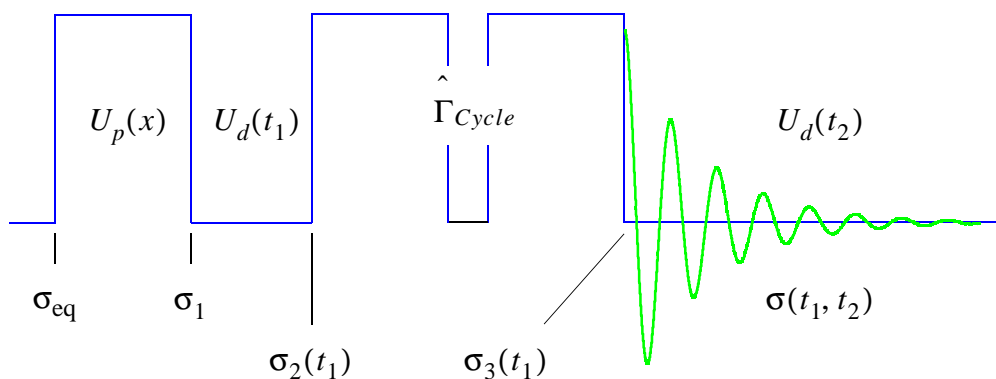 U_p(x)
U_d(t_1)
Γ̂_Cycle
U_d(t_2)
σ_eq
σ_1
σ(t_1, t_2)
σ_2(t_1)
σ_3(t_1)